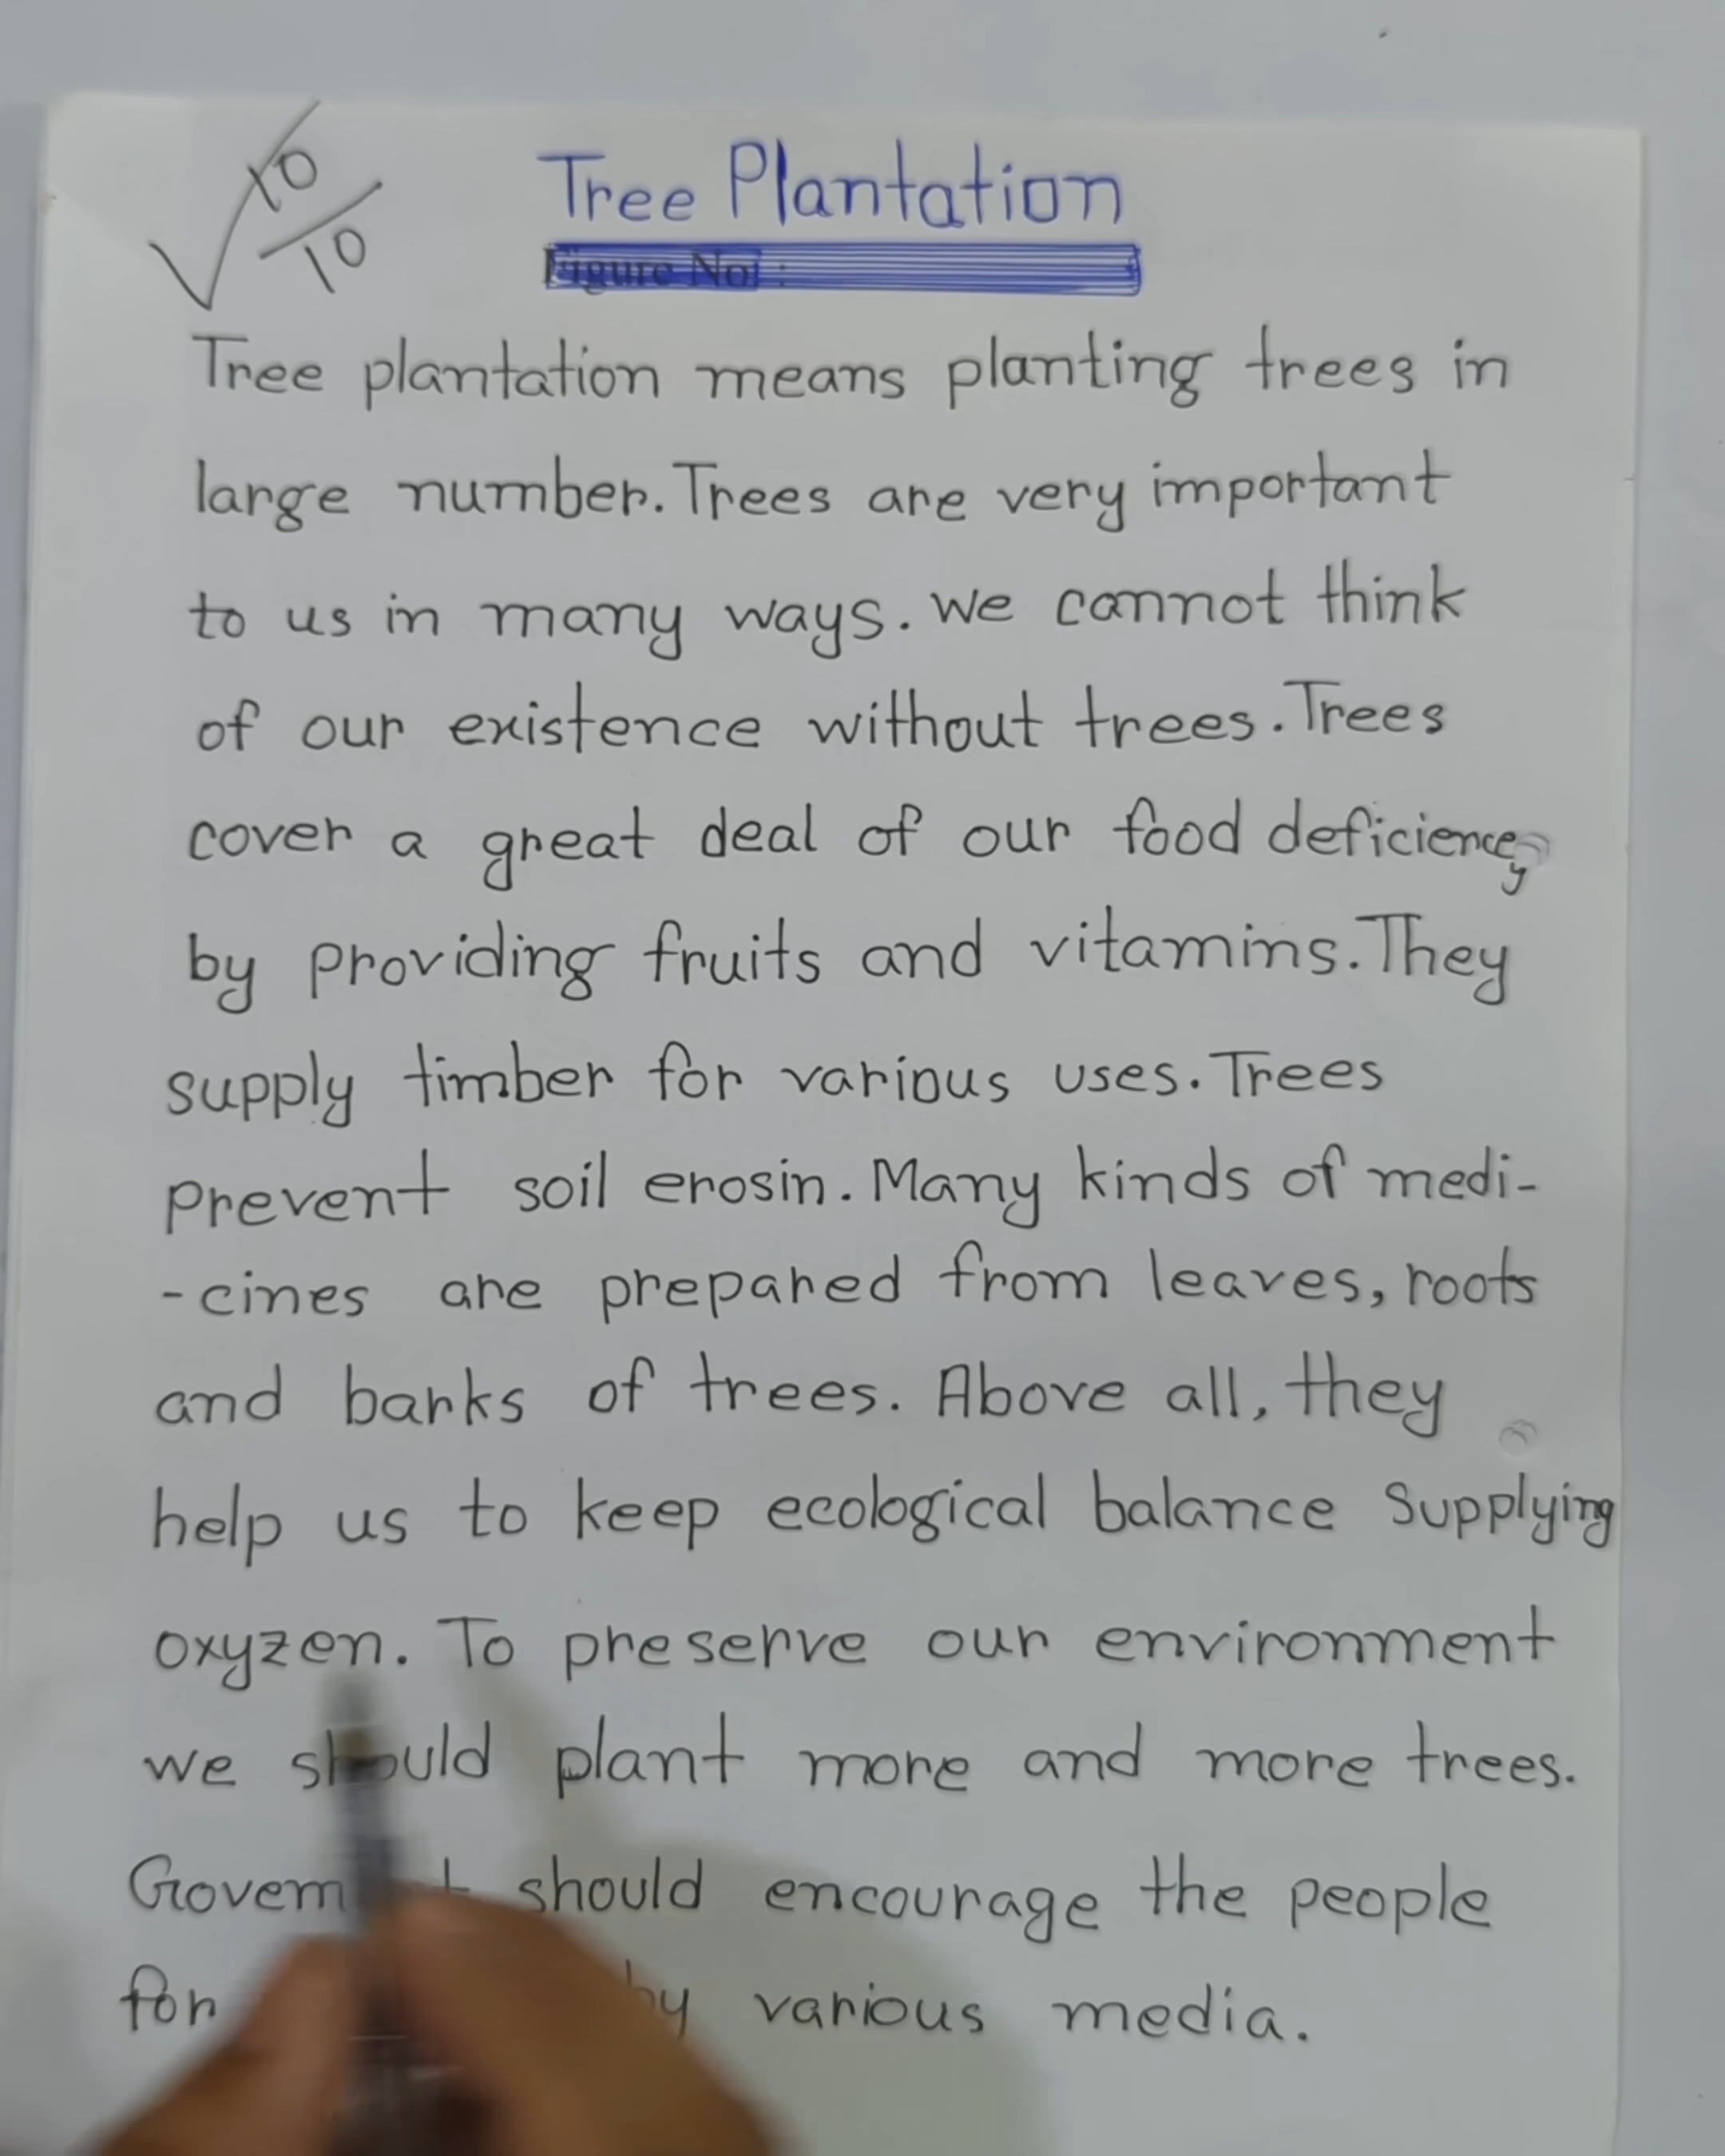 10/10
Tree Plantation
Figure No:
Tree plantation means planting trees in
large number. Trees are very important
to us in many ways. we cannot think
of our existence without trees. Trees
cover a great deal of our food deficiency
by providing fruits and vitamins. They
supply timber for various uses. Trees
prevent soil erosin. Many kinds of medi-
-cines are prepared from leaves, roots
and barks of trees. Above all, they
help us to keep ecological balance supplying
oxyzen. To preserve our environment
we should plant more and more trees.
should encourage the people
for by various media.